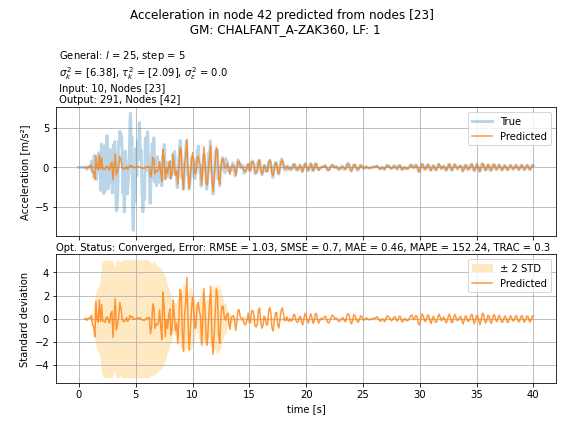 Acceleration in node 42 predicted from nodes [23]
GM: CHALFANT_A-ZAK360, LF: 1
General: l = 25, step = 5
σ²ₖ = [6.38], τ²ₖ = [2.09], σ²ε = 0.0
Input: 10, Nodes [23]
Output: 291, Nodes [42]
Acceleration [m/s²]
5
0
−5
True
Predicted
Opt. Status: Converged, Error: RMSE = 1.03, SMSE = 0.7, MAE = 0.46, MAPE = 152.24, TRAC = 0.3
Standard deviation
4
2
0
−2
−4
± 2 STD
Predicted
0 5 10 15 20 25 30 35 40
time [s]